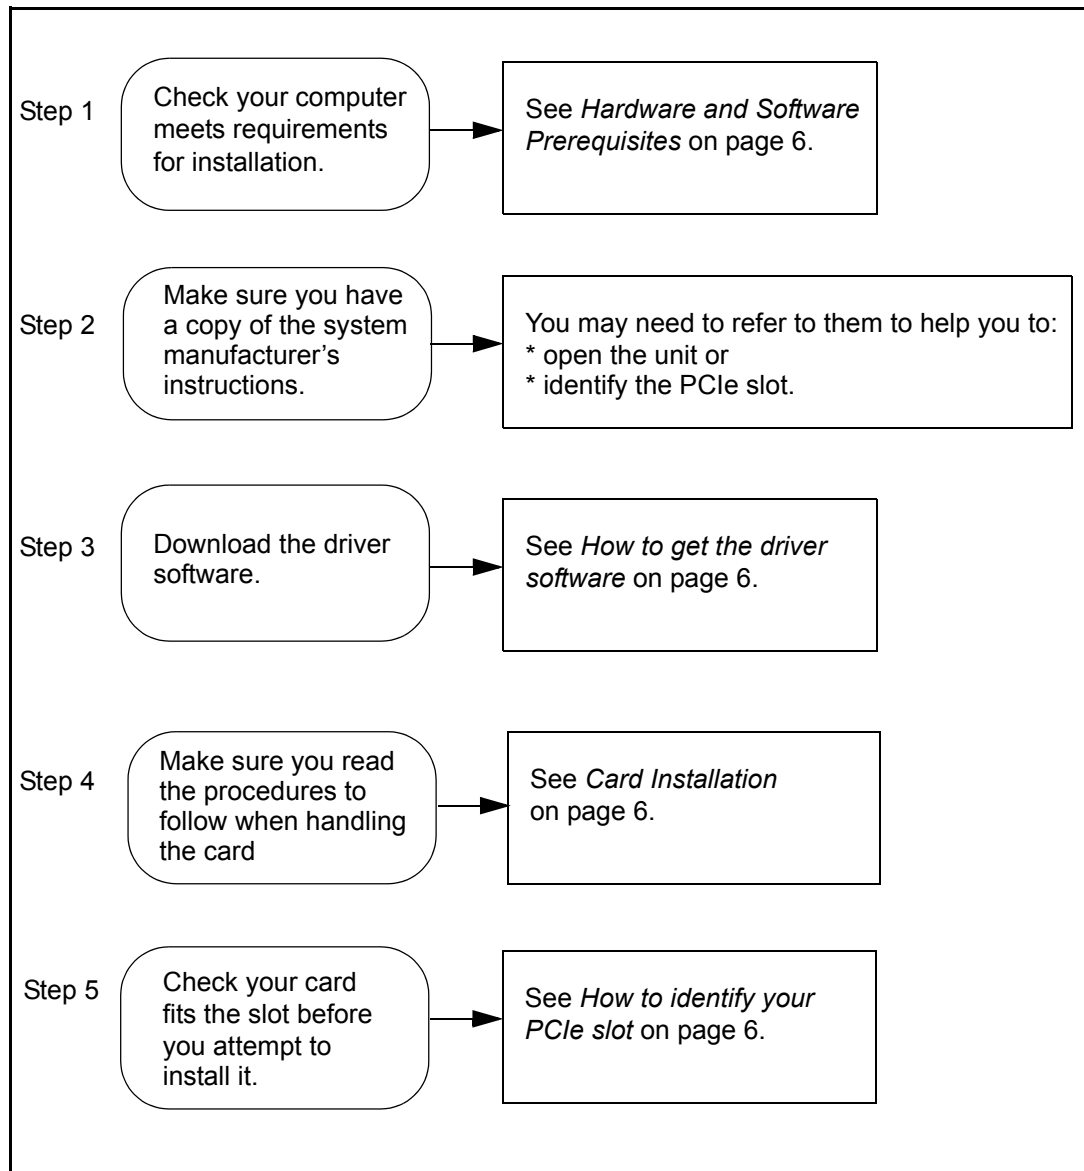 Step 1
Check your computer
meets requirements
for installation.
See Hardware and Software
Prerequisites on page 6.
Step 2
Make sure you have
a copy of the system
manufacturer’s
instructions.
You may need to refer to them to help you to:
* open the unit or
* identify the PCIe slot.
Step 3
Download the driver
software.
See How to get the driver
software on page 6.
Step 4
Make sure you read
the procedures to
follow when handling
the card
See Card Installation
on page 6.
Step 5
Check your card
fits the slot before
you attempt to
install it.
See How to identify your
PCIe slot on page 6.